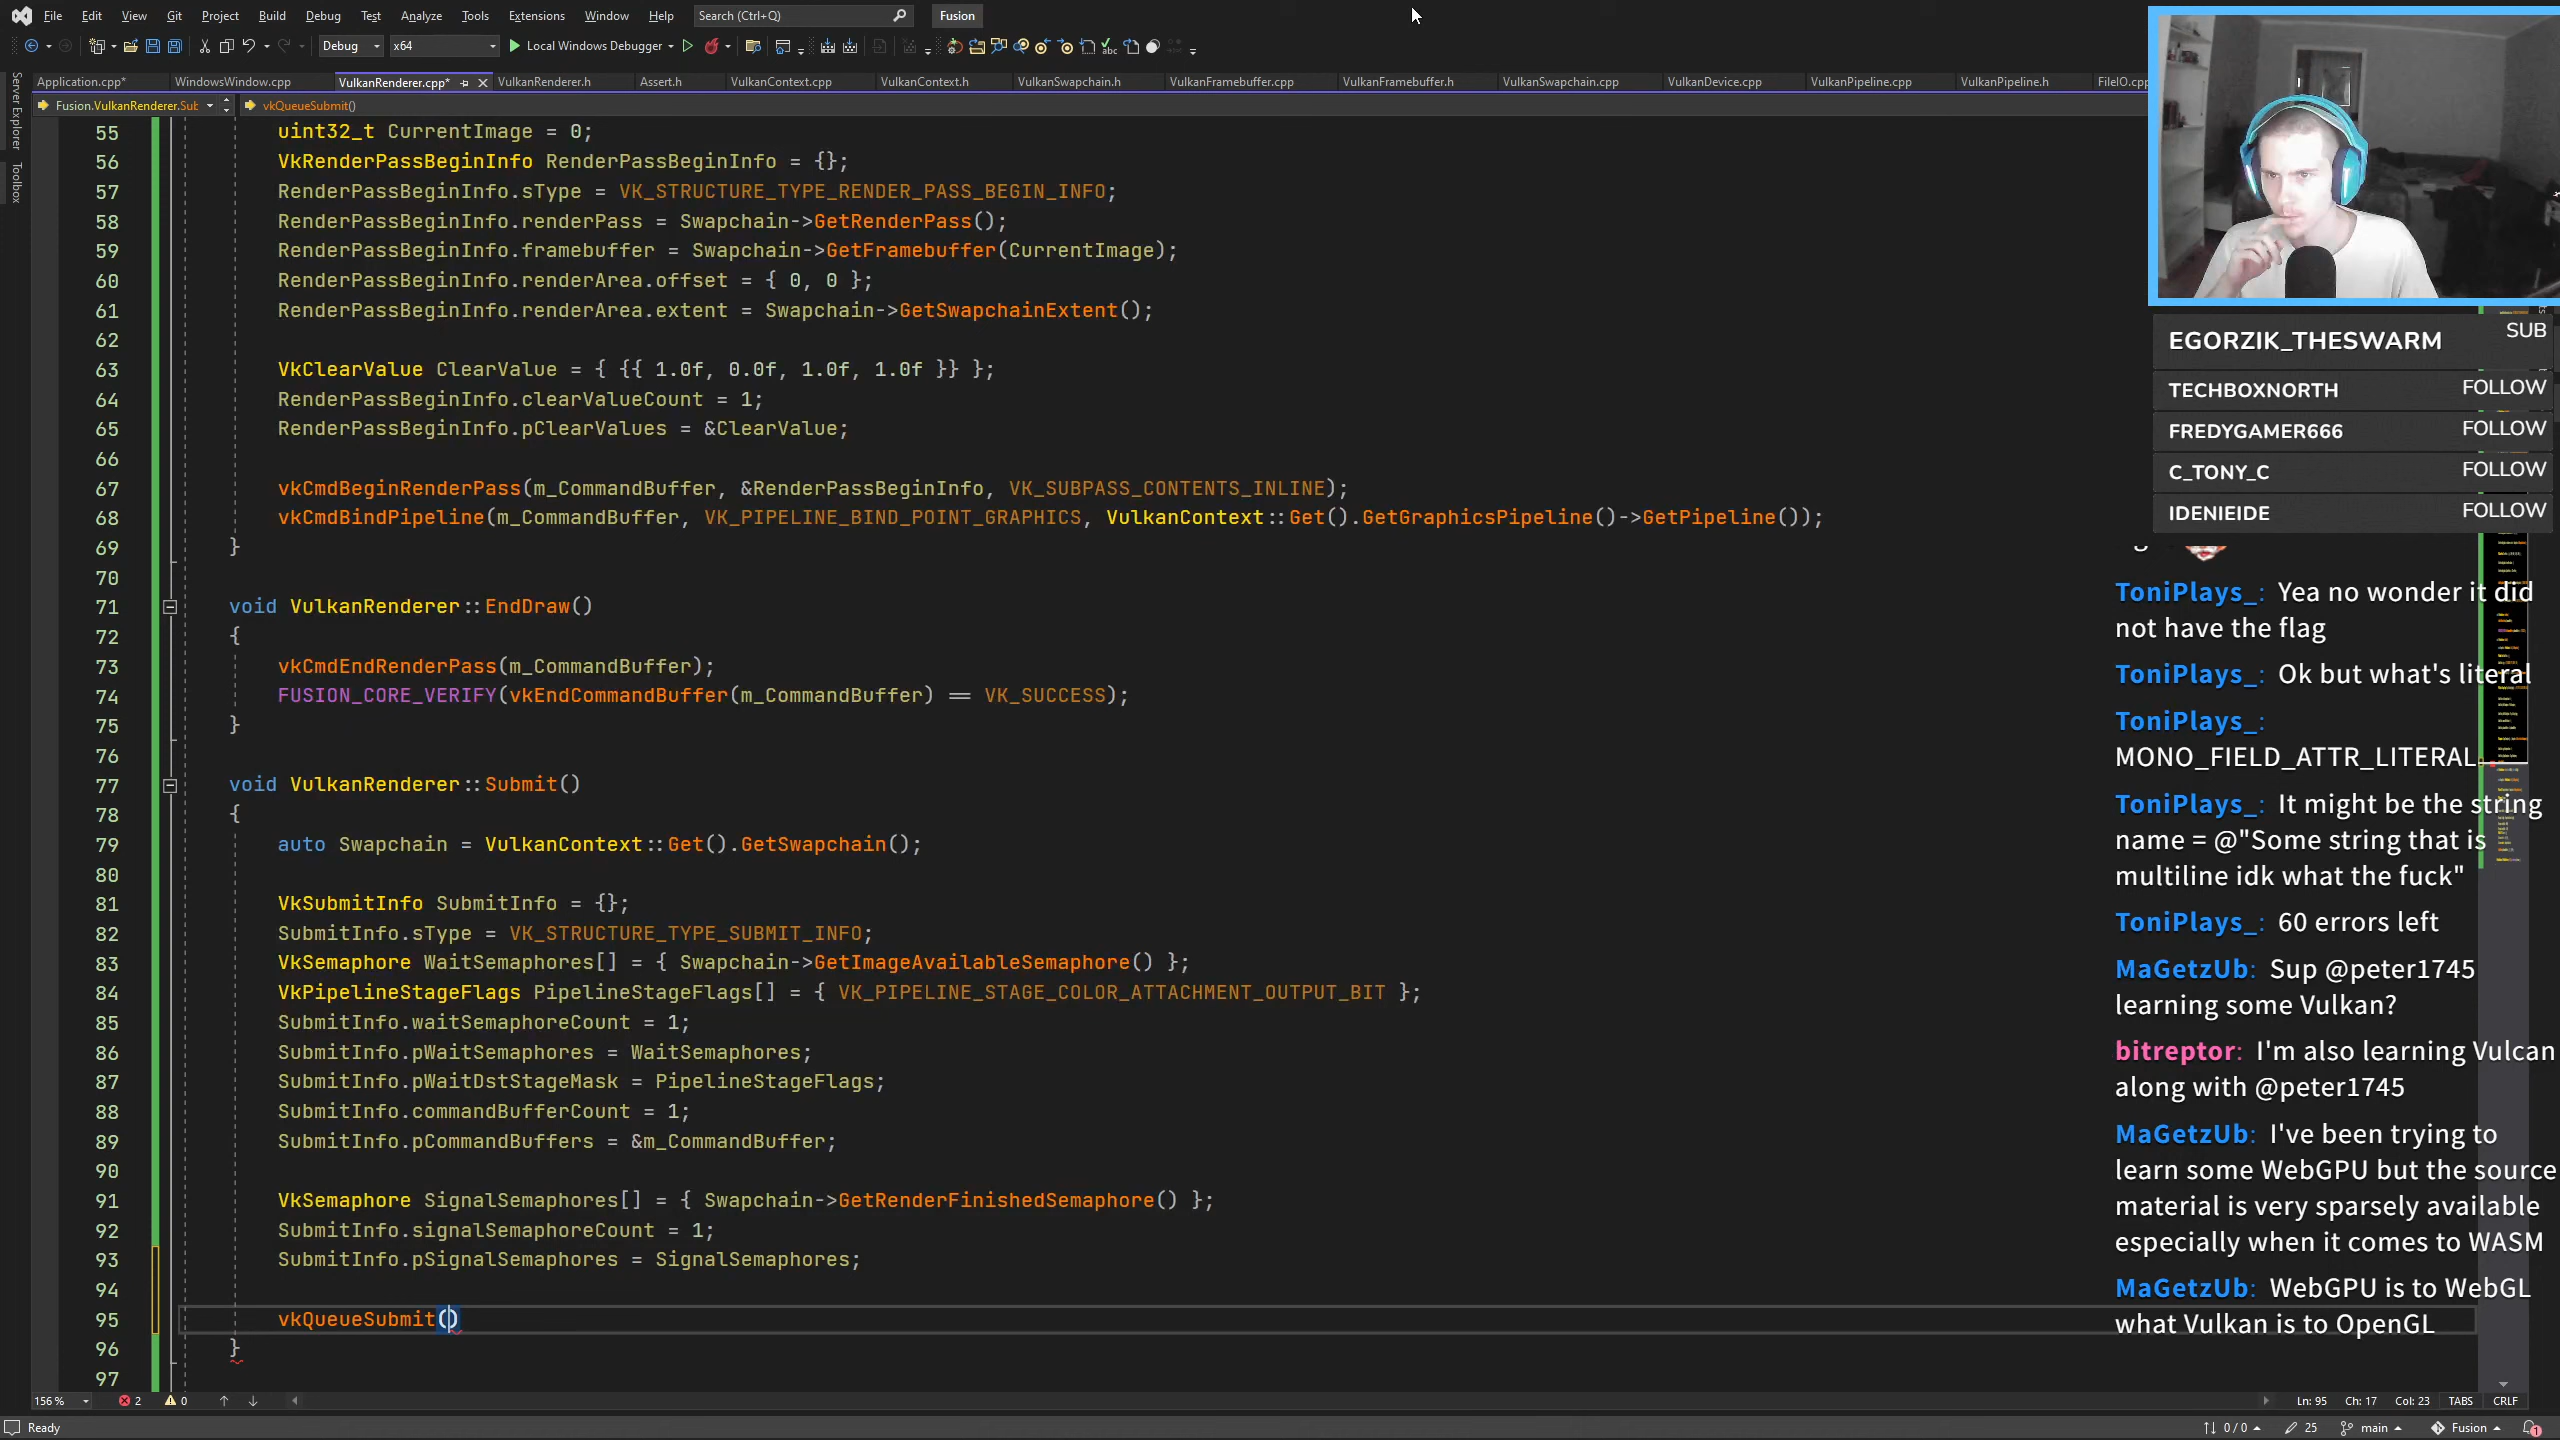 File Edit View Git Project Build Debug Test Analyze Tools Extensions Window Help Search (Ctrl+Q) Fusion
Debug x64 Local Windows Debugger
Application.cpp* WindowsWindow.cpp VulkanRenderer.cpp* VulkanRenderer.h Assert.h VulkanContext.cpp VulkanContext.h VulkanSwapchain.h VulkanFramebuffer.cpp VulkanFramebuffer.h VulkanSwapchain.cpp VulkanDevice.cpp VulkanPipeline.cpp VulkanPipeline.h FileIO.cp
Fusion.VulkanRenderer.Sub vkQueueSubmit()
Server Explorer
Toolbox
55 uint32_t CurrentImage = 0;
56 VkRenderPassBeginInfo RenderPassBeginInfo = {};
57 RenderPassBeginInfo.sType = VK_STRUCTURE_TYPE_RENDER_PASS_BEGIN_INFO;
58 RenderPassBeginInfo.renderPass = Swapchain->GetRenderPass();
59 RenderPassBeginInfo.framebuffer = Swapchain->GetFramebuffer(CurrentImage);
60 RenderPassBeginInfo.renderArea.offset = { 0, 0 };
61 RenderPassBeginInfo.renderArea.extent = Swapchain->GetSwapchainExtent();
62
63 VkClearValue ClearValue = { {{ 1.0f, 0.0f, 1.0f, 1.0f }} };
64 RenderPassBeginInfo.clearValueCount = 1;
65 RenderPassBeginInfo.pClearValues = &ClearValue;
66
67 vkCmdBeginRenderPass(m_CommandBuffer, &RenderPassBeginInfo, VK_SUBPASS_CONTENTS_INLINE);
68 vkCmdBindPipeline(m_CommandBuffer, VK_PIPELINE_BIND_POINT_GRAPHICS, VulkanContext::Get().GetGraphicsPipeline()->GetPipeline());
69 }
70
71 void VulkanRenderer::EndDraw()
72 {
73 vkCmdEndRenderPass(m_CommandBuffer);
74 FUSION_CORE_VERIFY(vkEndCommandBuffer(m_CommandBuffer) == VK_SUCCESS);
75 }
76
77 void VulkanRenderer::Submit()
78 {
79 auto Swapchain = VulkanContext::Get().GetSwapchain();
80
81 VkSubmitInfo SubmitInfo = {};
82 SubmitInfo.sType = VK_STRUCTURE_TYPE_SUBMIT_INFO;
83 VkSemaphore WaitSemaphores[] = { Swapchain->GetImageAvailableSemaphore() };
84 VkPipelineStageFlags PipelineStageFlags[] = { VK_PIPELINE_STAGE_COLOR_ATTACHMENT_OUTPUT_BIT };
85 SubmitInfo.waitSemaphoreCount = 1;
86 SubmitInfo.pWaitSemaphores = WaitSemaphores;
87 SubmitInfo.pWaitDstStageMask = PipelineStageFlags;
88 SubmitInfo.commandBufferCount = 1;
89 SubmitInfo.pCommandBuffers = &m_CommandBuffer;
90
91 VkSemaphore SignalSemaphores[] = { Swapchain->GetRenderFinishedSemaphore() };
92 SubmitInfo.signalSemaphoreCount = 1;
93 SubmitInfo.pSignalSemaphores = SignalSemaphores;
94
95 vkQueueSubmit()
96 }
97
EGORZIK_THESWARM SUB
TECHBOXNORTH FOLLOW
FREDYGAMER666 FOLLOW
C_TONY_C FOLLOW
IDENIEIDE FOLLOW
ToniPlays_: Yea no wonder it did
not have the flag
ToniPlays_: Ok but what's literal
ToniPlays_:
MONO_FIELD_ATTR_LITERAL
ToniPlays_: It might be the string
name = @"Some string that is
multiline idk what the fuck"
ToniPlays_: 60 errors left
MaGetzUb: Sup @peter1745
learning some Vulkan?
bitreptor: I'm also learning Vulcan
along with @peter1745
MaGetzUb: I've been trying to
learn some WebGPU but the source
material is very sparsely available
especially when it comes to WASM
MaGetzUb: WebGPU is to WebGL
what Vulkan is to OpenGL
156 % 2 0 Ln: 95 Ch: 17 Col: 23 TABS CRLF
Ready 0 / 0 25 main Fusion 1